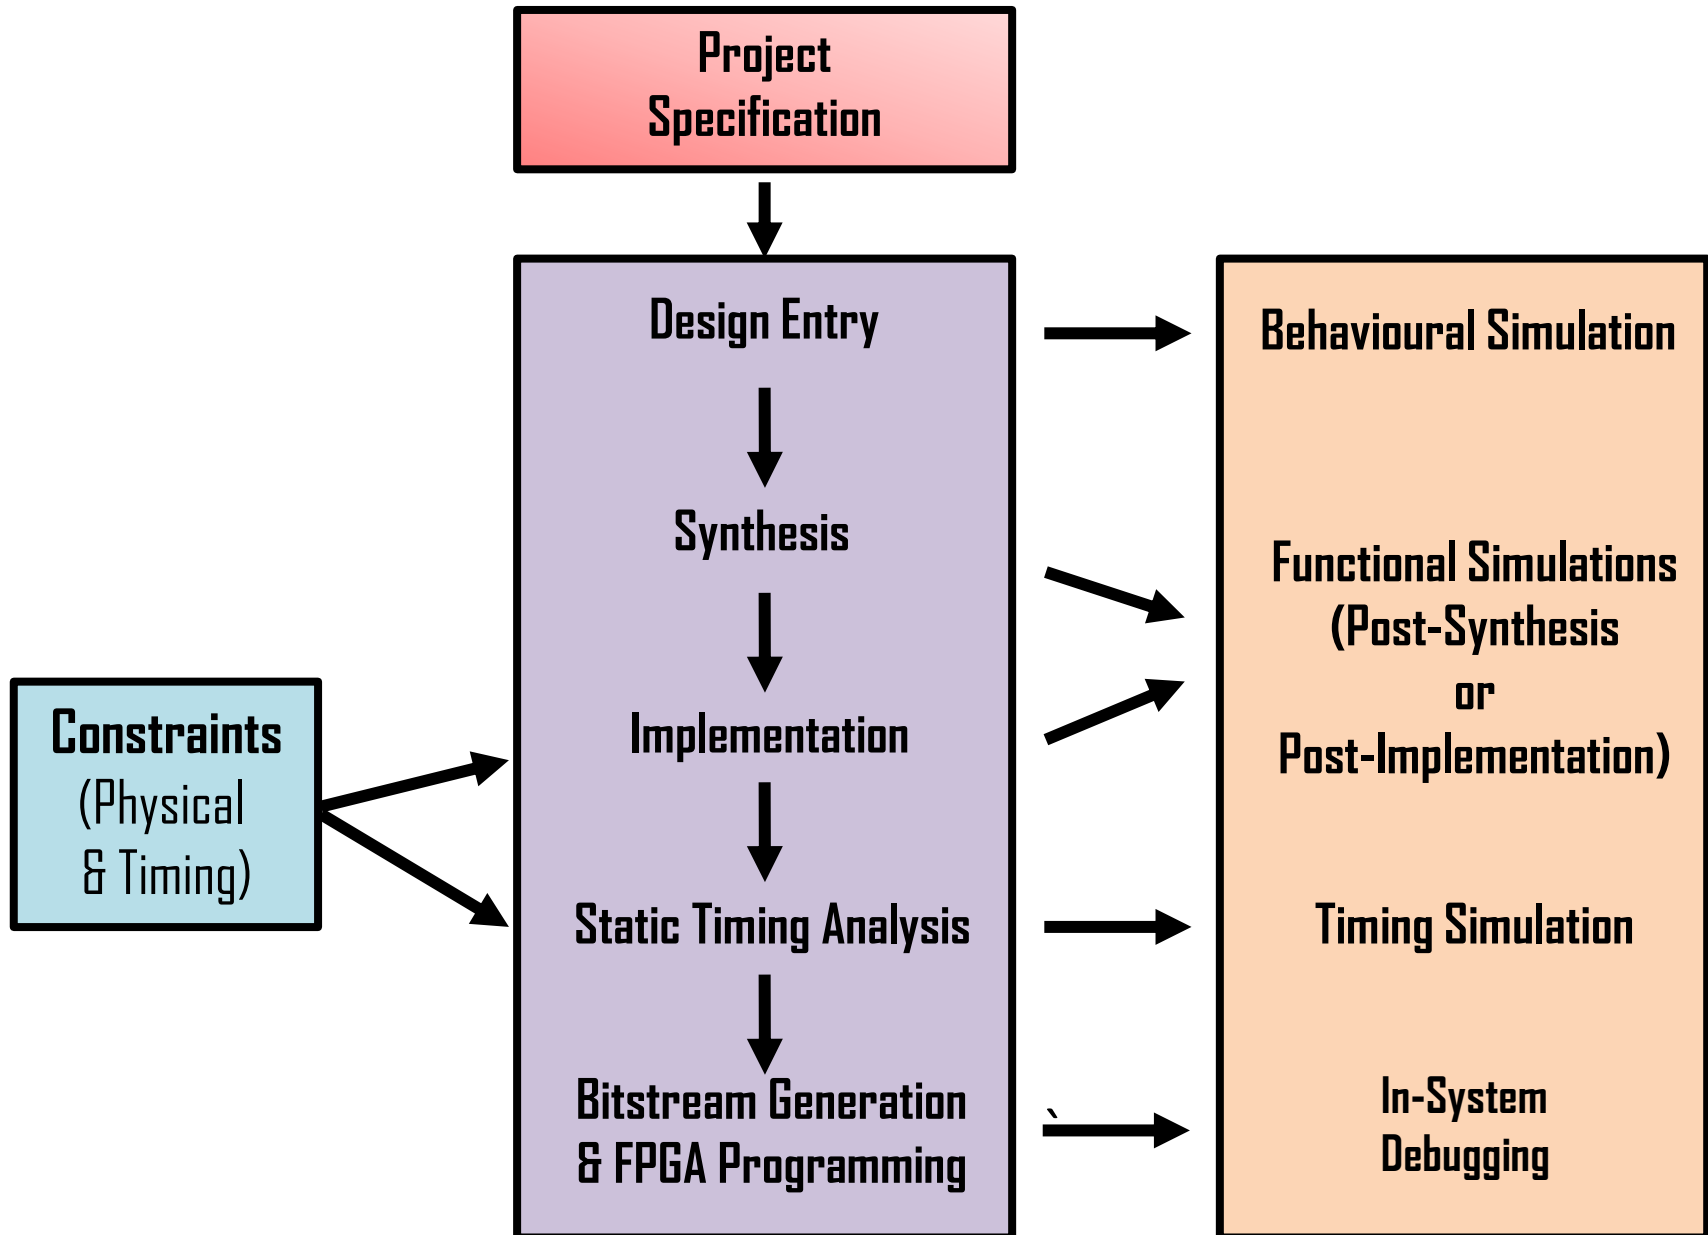 Project
Specification
Design Entry
Behavioural Simulation
Synthesis
Functional Simulations
(Post-Synthesis
or
Post-Implementation)
Implementation
Constraints
(Physical
& Timing)
Static Timing Analysis
Timing Simulation
Bitstream Generation
& FPGA Programming
`
In-System
Debugging